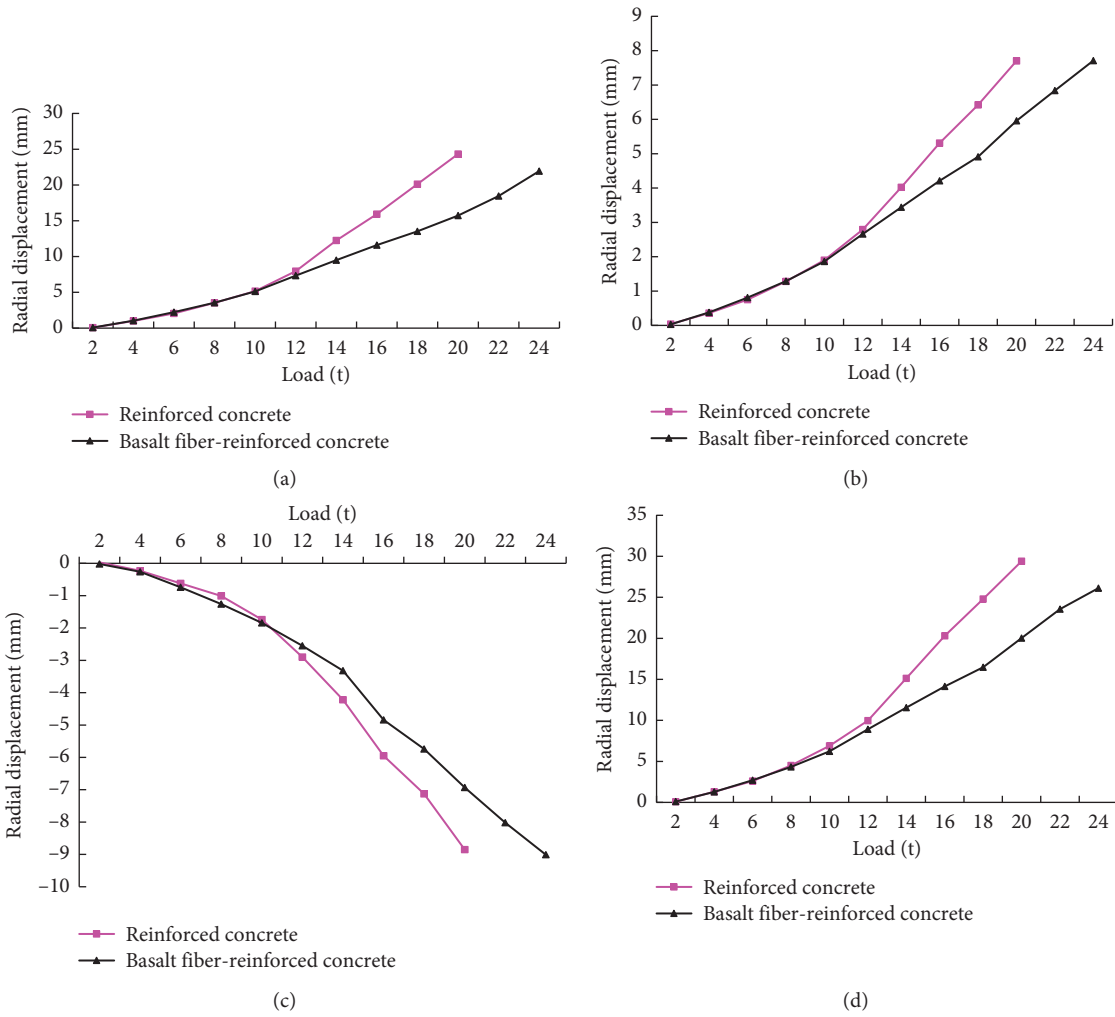 Radial displacement (mm)
30
25
20
15
10
5
0
2 4 6 8 10 12 14 16 18 20 22 24
Load (t)
Reinforced concrete
Basalt fiber-reinforced concrete
(a)
Radial displacement (mm)
9
8
7
6
5
4
3
2
1
0
2 4 6 8 10 12 14 16 18 20 22 24
Load (t)
Reinforced concrete
Basalt fiber-reinforced concrete
(b)
Load (t)
2 4 6 8 10 12 14 16 18 20 22 24
Radial displacement (mm)
0
−1
−2
−3
−4
−5
−6
−7
−8
−9
−10
Reinforced concrete
Basalt fiber-reinforced concrete
(c)
Radial displacement (mm)
35
30
25
20
15
10
5
0
2 4 6 8 10 12 14 16 18 20 22 24
Load (t)
Reinforced concrete
Basalt fiber-reinforced concrete
(d)